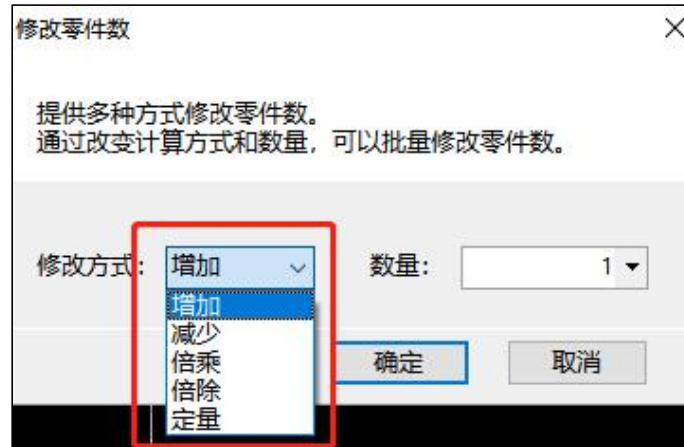 修改零件数
提供多种方式修改零件数。
通过改变计算方式和数量，可以批量修改零件数。
修改方式： 增加 数量： 1
增加
减少
倍乘
倍除
定量
确定 取消